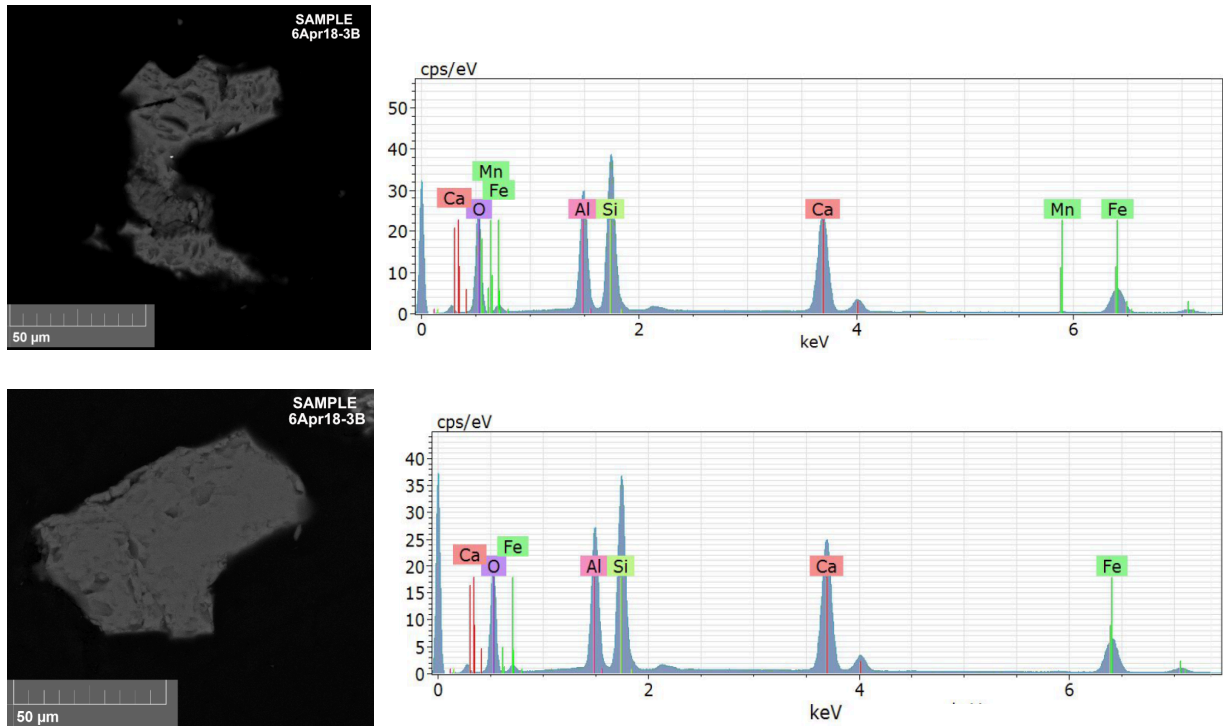 SAMPLE
6Apr18-3B
50 µm
cps/eV
50
40
30
20
10
0
Ca
O
Mn
Fe
Al
Si
Ca
Mn
Fe
0 2 4 6
keV
SAMPLE
6Apr18-3B
50 µm
cps/eV
40
35
30
25
20
15
10
5
0
Ca
O
Fe
Al
Si
Ca
Fe
0 2 4 6
keV